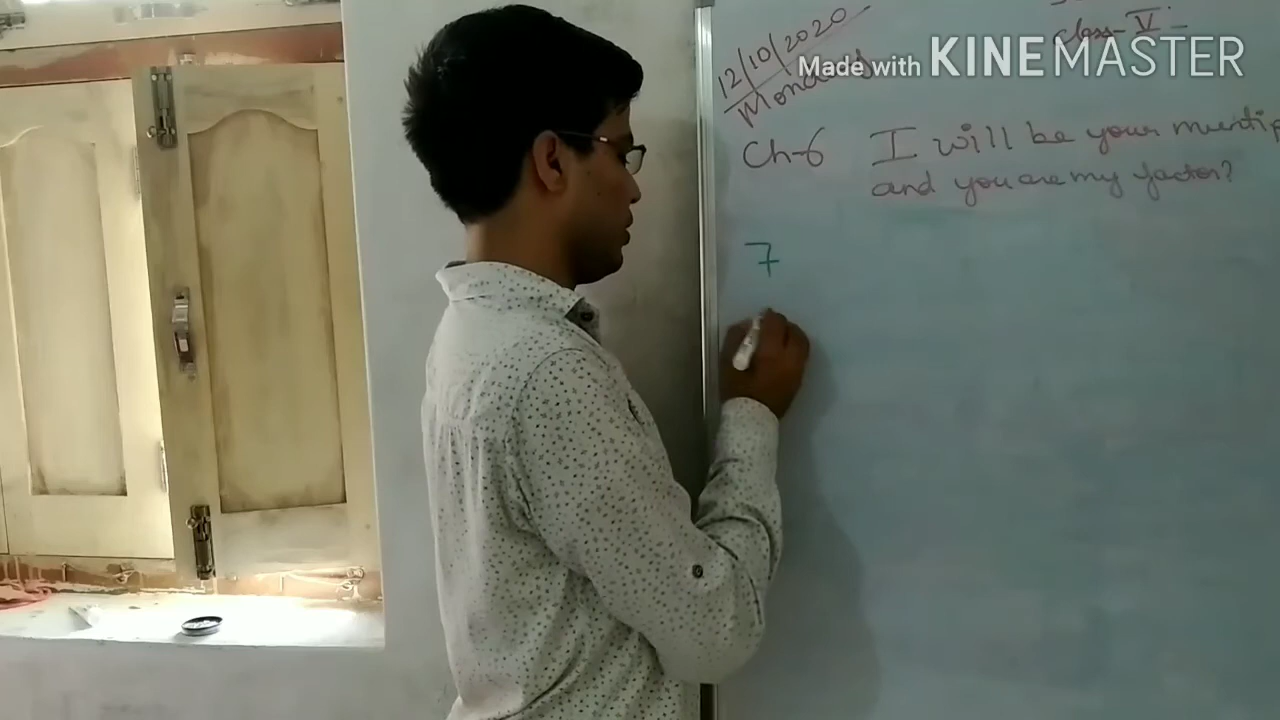 Class-V
12/10/2020
Monday
Made with KINEMASTER
Ch-6 I will be your multip
and you are my factor?
7